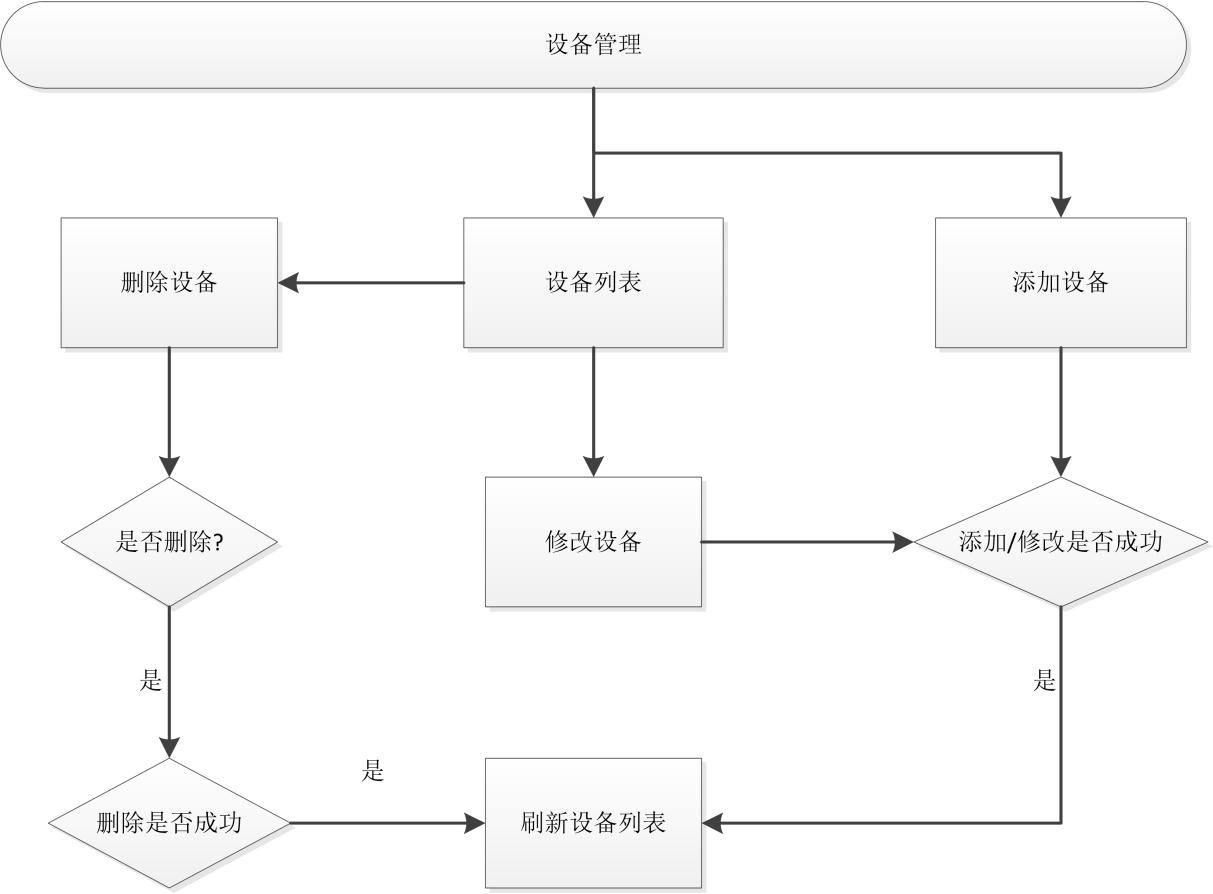 设备管理
删除设备
设备列表
添加设备
是否删除?
修改设备
添加/修改是否成功
是
是
是
删除是否成功
刷新设备列表